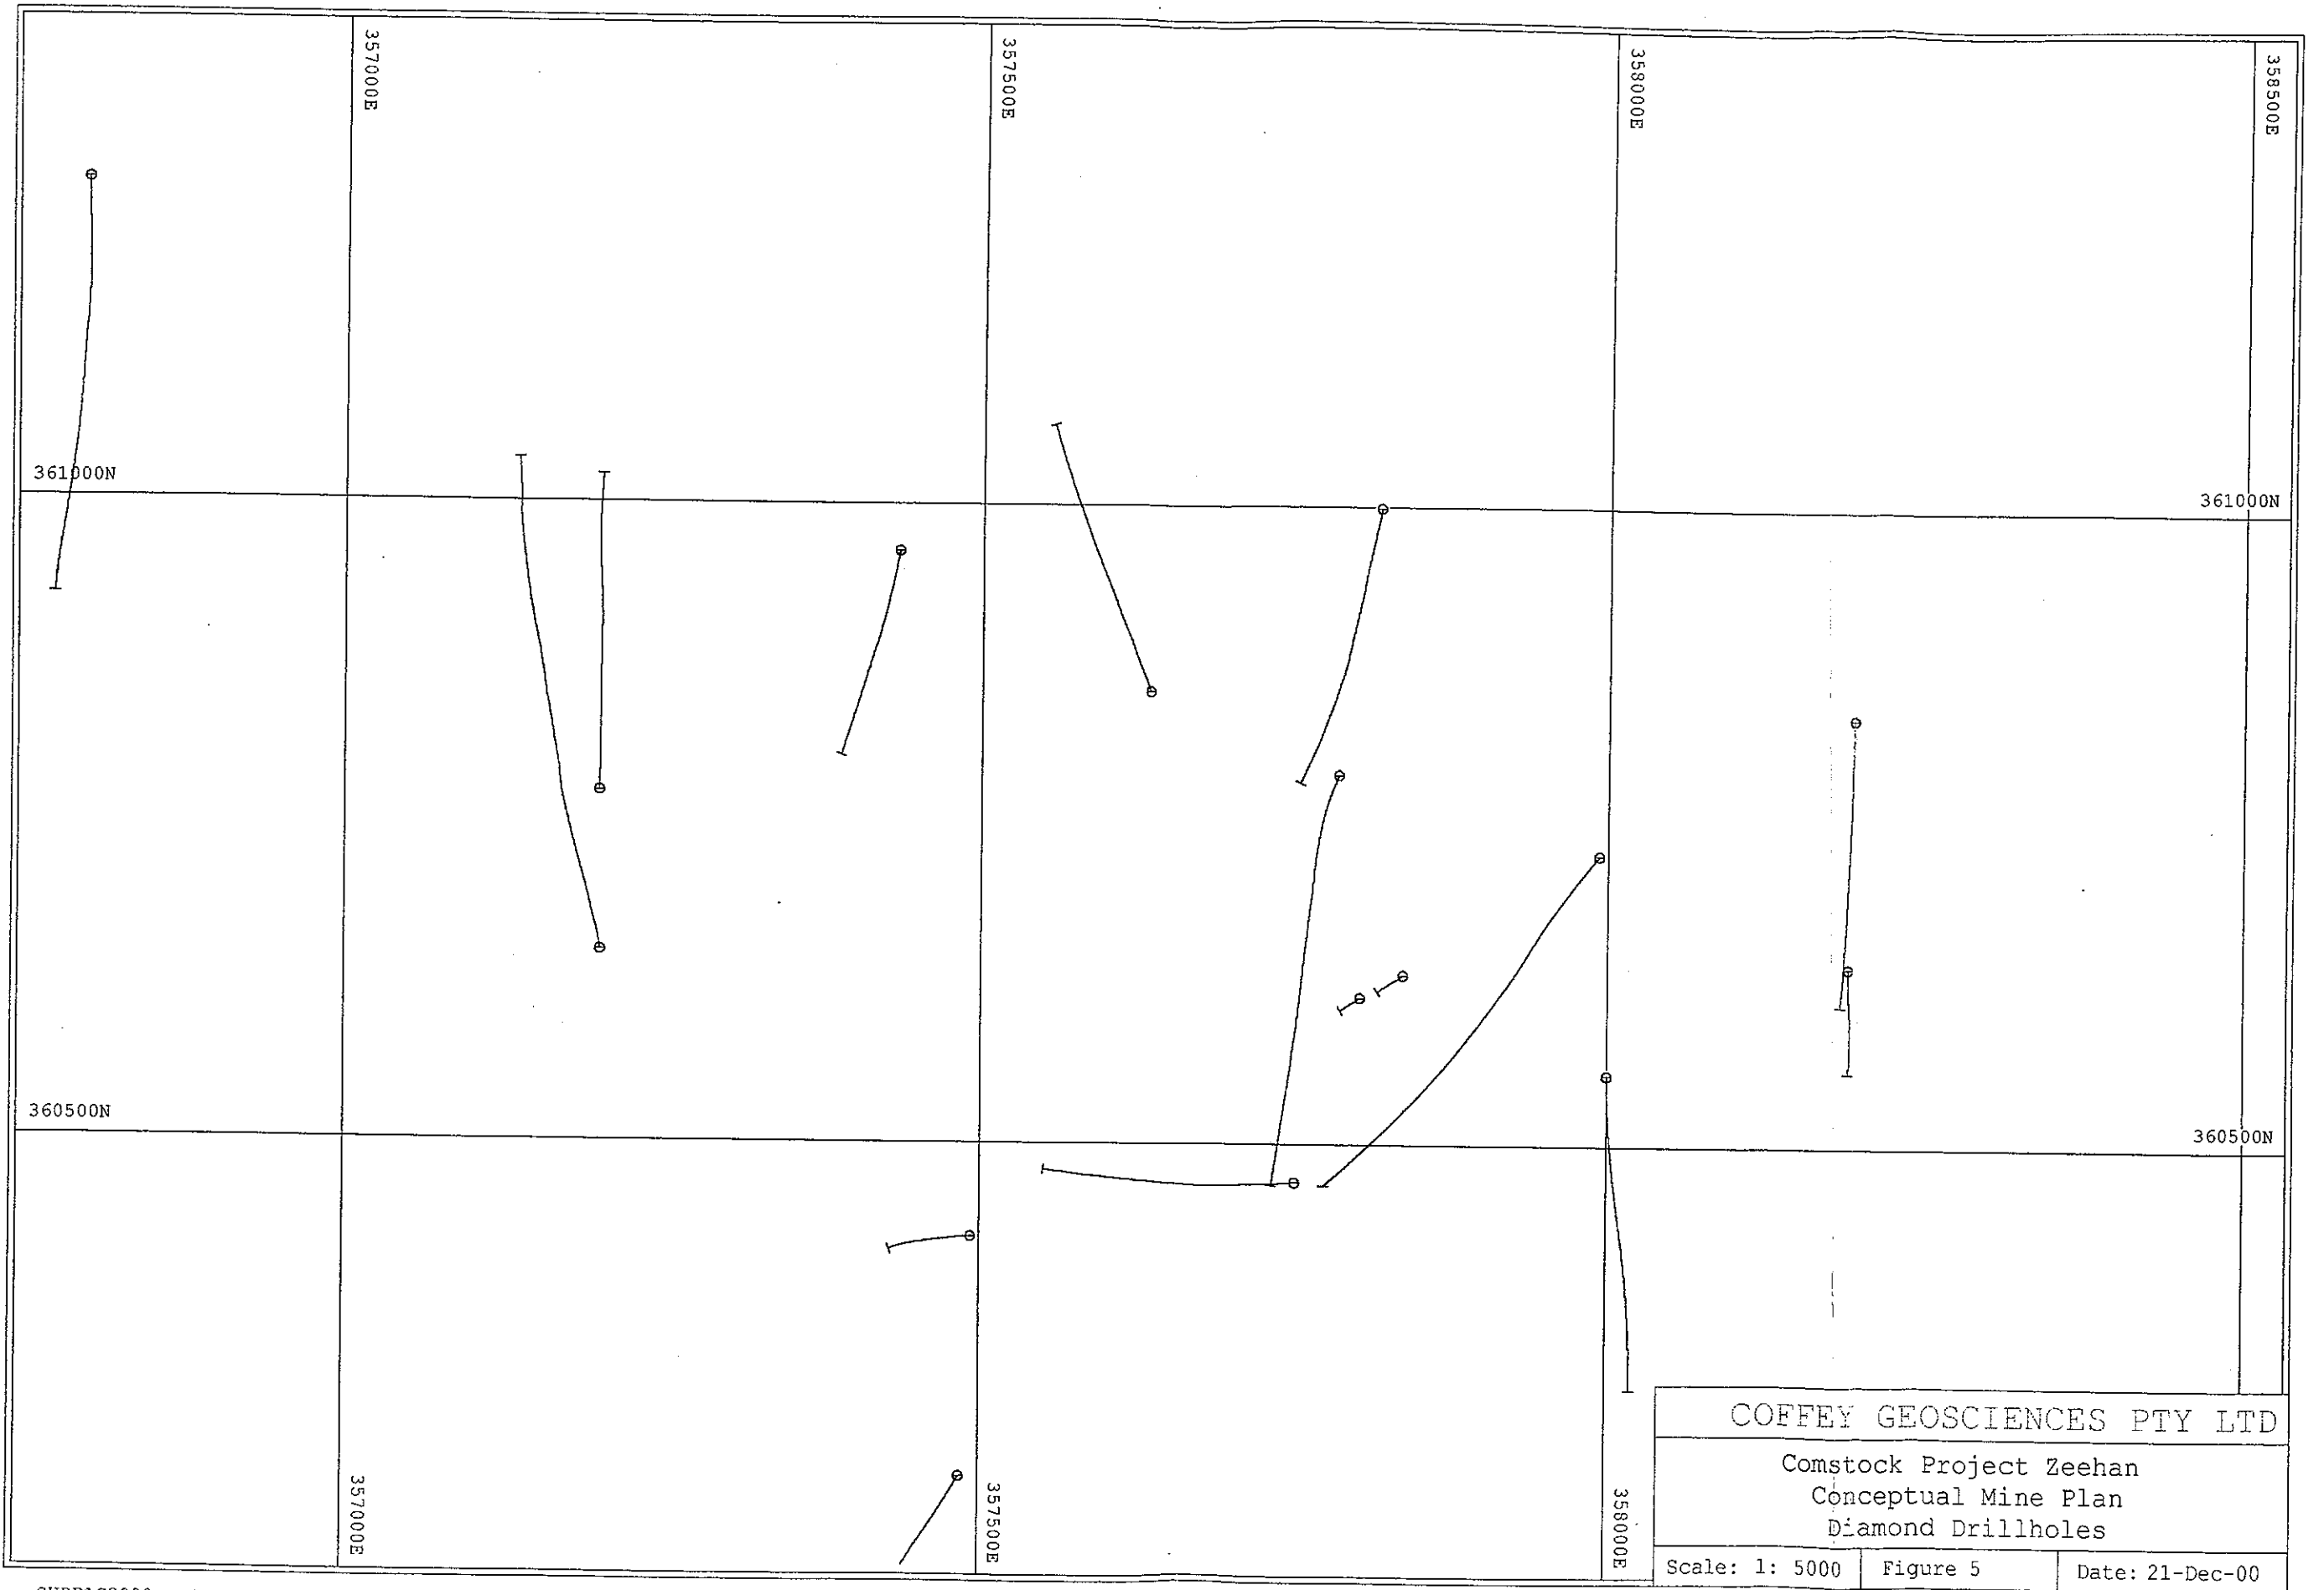 357000E
357500E
358000E
358500E
361000N
361000N
360500N
360500N
357000E
357500E
358000E
COFFEY GEOSCIENCES PTY LTD
Comstock Project Zeehan
Conceptual Mine Plan
Diamond Drillholes
Scale: 1: 5000
Figure 5
Date: 21-Dec-00